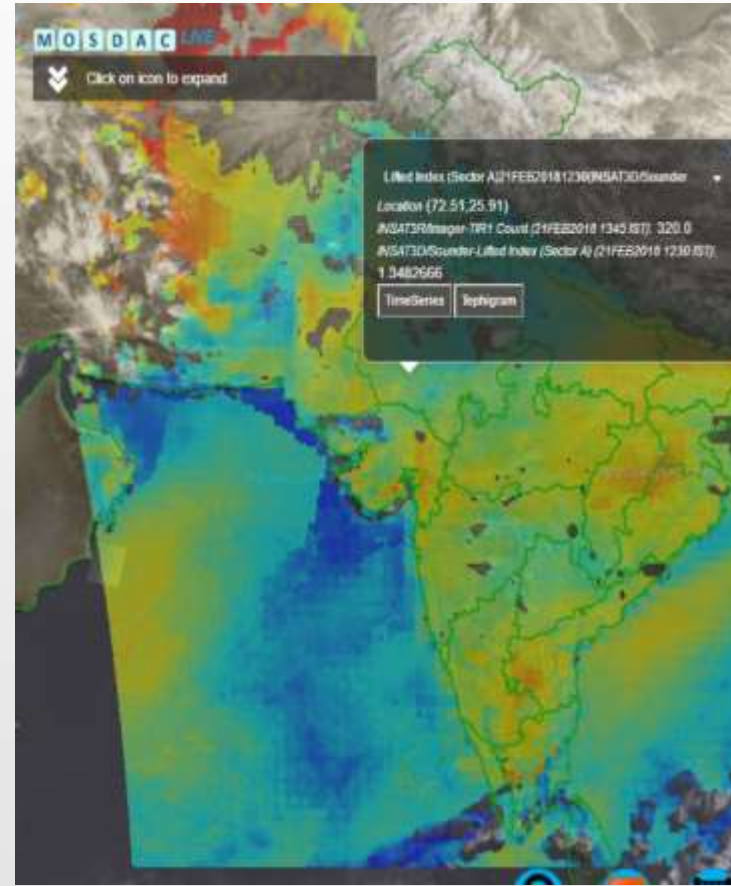 MOSDAC LIVE
Click on icon to expand
Lifted Index (Sector A)21FEB20181230(INSAT3D/Sounder
Location (72.51,25.91)
INSAT3R/Imager-TIR1 Count (21FEB2018 1345 IST): 320.0
INSAT3D/Sounder-Lifted Index (Sector A) (21FEB2018 1230 IST):
1.3482666
TimeSeries Tephigram